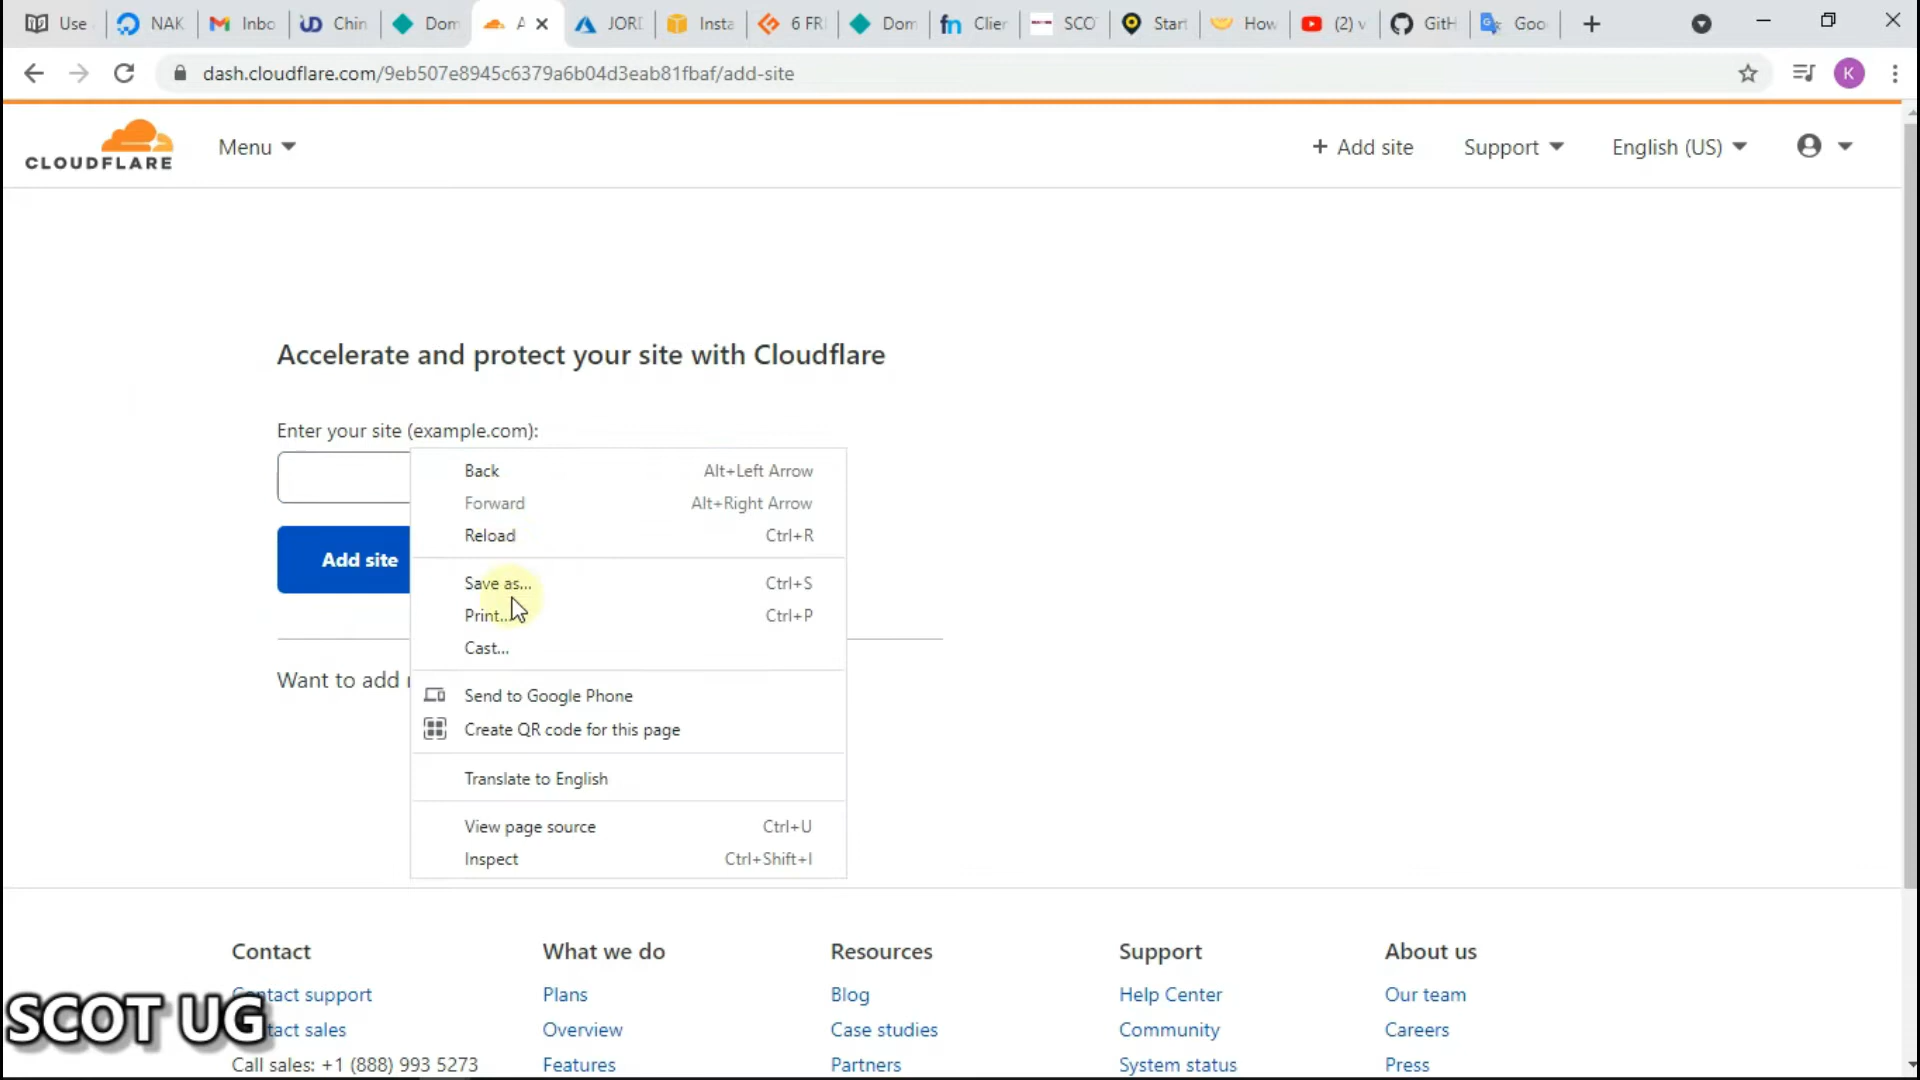 Use
NAK
Inbo
Chin
Dom
A
JORD
Insta
6 FRE
Dom
fn
Clien
SCOT
Start
How
(2) v
GitH
Goo
dash.cloudflare.com/9eb507e8945c6379a6b04d3eab81fbaf/add-site
K
CLOUDFLARE
Menu
+ Add site
Support
English (US)
Accelerate and protect your site with Cloudflare
Enter your site (example.com):
Add site
Want to add
Back Alt+Left Arrow
Forward Alt+Right Arrow
Reload Ctrl+R
Save as... Ctrl+S
Print... Ctrl+P
Cast...
Send to Google Phone
Create QR code for this page
Translate to English
View page source Ctrl+U
Inspect Ctrl+Shift+I
Contact
Contact support
tact sales
Call sales: +1 (888) 993 5273
What we do
Plans
Overview
Features
Resources
Blog
Case studies
Partners
Support
Help Center
Community
System status
About us
Our team
Careers
Press
SCOT UG